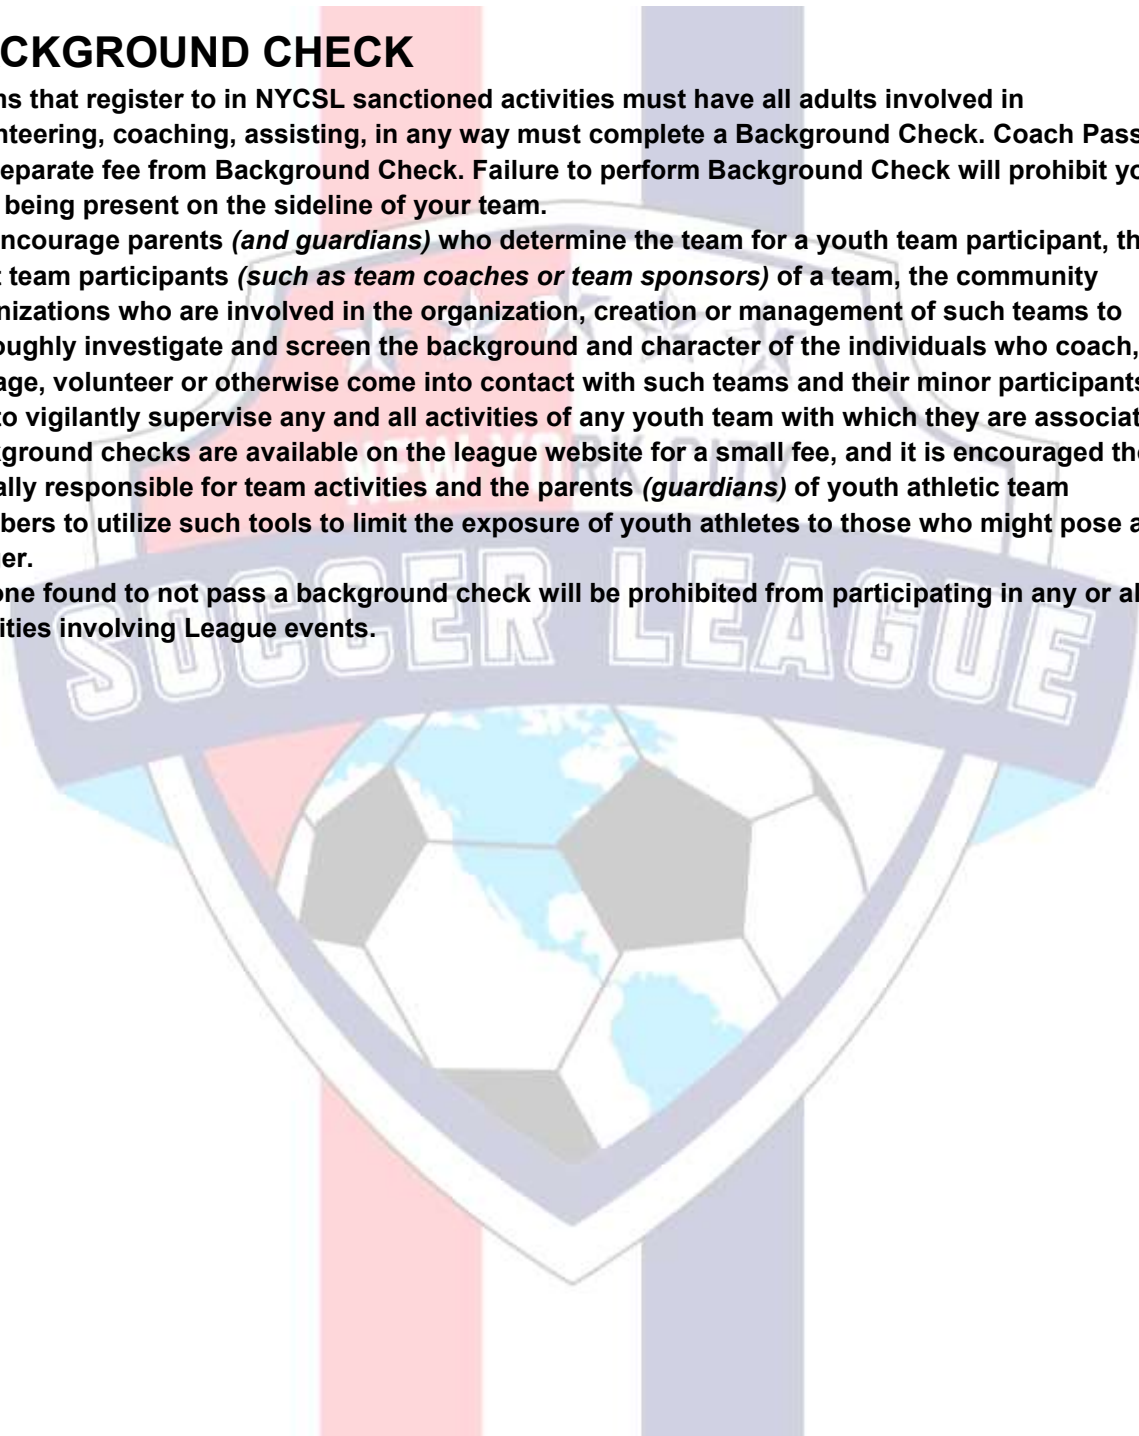 CKGROUND CHECK
ns that register to in NYCSL sanctioned activities must have all adults involved in
nteering, coaching, assisting, in any way must complete a Background Check. Coach Pass
eparate fee from Background Check. Failure to perform Background Check will prohibit yo
being present on the sideline of your team.
ncourage parents (and guardians) who determine the team for a youth team participant, th
t team participants (such as team coaches or team sponsors) of a team, the community
nizations who are involved in the organization, creation or management of such teams to
oughly investigate and screen the background and character of the individuals who coach,
age, volunteer or otherwise come into contact with such teams and their minor participants
to vigilantly supervise any and all activities of any youth team with which they are associat
kground checks are available on the league website for a small fee, and it is encouraged tho
ally responsible for team activities and the parents (guardians) of youth athletic team
bers to utilize such tools to limit the exposure of youth athletes to those who might pose a
ger.
one found to not pass a background check will be prohibited from participating in any or al
ities involving League events.
NEW YORK CITY
SOCCER LEAGUE